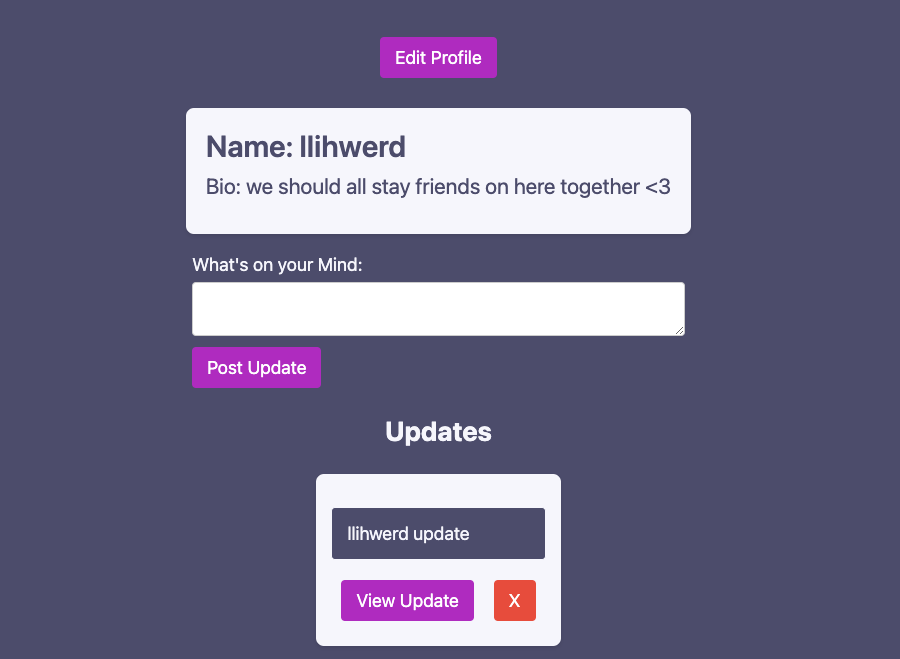 Edit Profile
Name: llihwerd
Bio: we should all stay friends on here together <3
What's on your Mind:
Post Update
Updates
llihwerd update
View Update
X